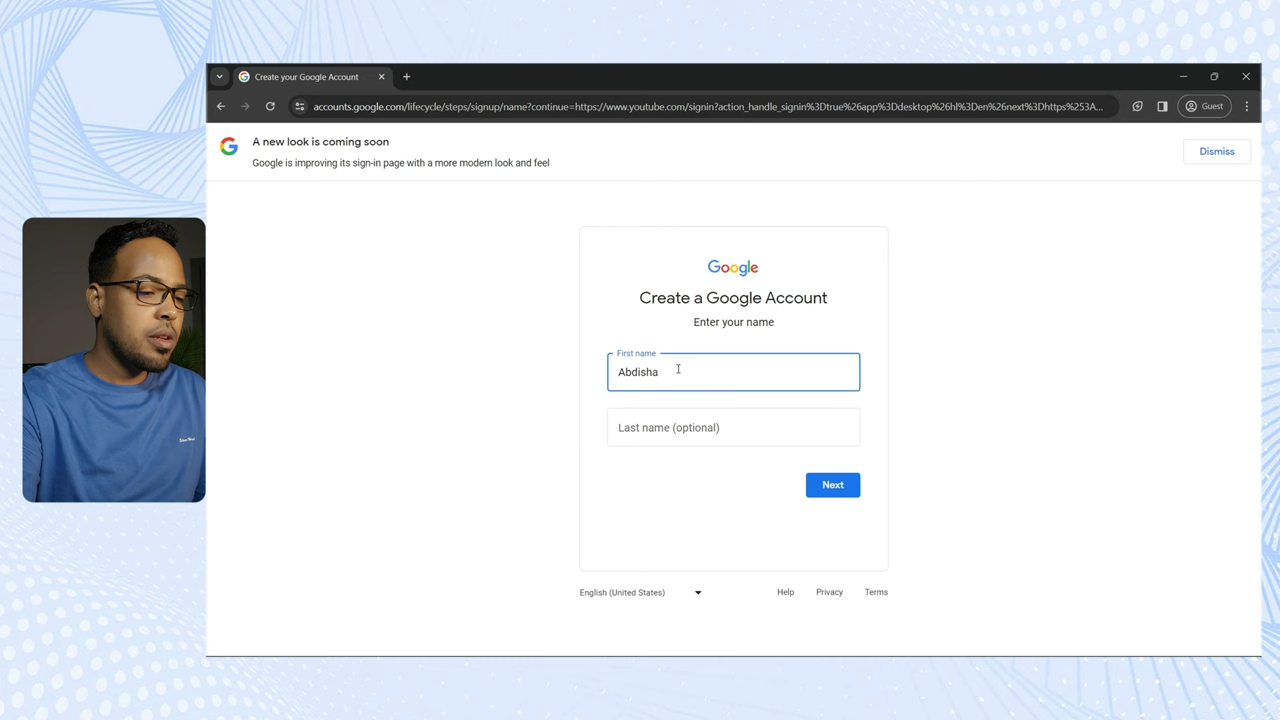 Create your Google Account
accounts.google.com/lifecycle/steps/signup/name?continue=https://www.youtube.com/signin?action_handle_signin%3Dtrue%26app%3Ddesktop%26hl%3Den%26next%3Dhttps%253A...
Guest
A new look is coming soon
Google is improving its sign-in page with a more modern look and feel
Dismiss
Google
Create a Google Account
Enter your name
First name
Abdisha
Last name (optional)
Next
English (United States)
Help
Privacy
Terms